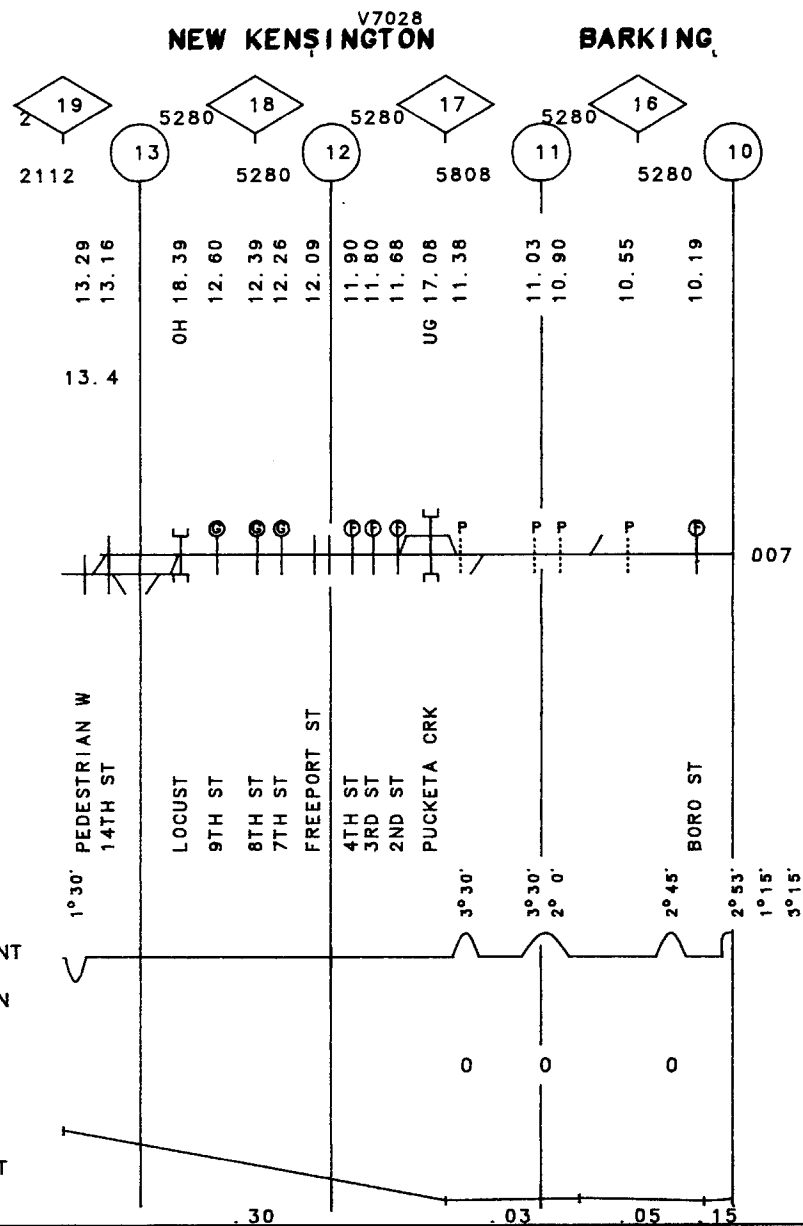 V7028
NEW KENSINGTON BARKING
19 18 17 16
2 5280 5280 5280
13 12 11 10
2112 5280 5808 5280
13.29
13.16
OH 18.39
12.60
12.39
12.26
12.09
11.90
11.80
11.68
UG 17.08
11.38
11.03
10.90
10.55
10.19
13.4
G G G F F F P P P P F
007
PEDESTRIAN W
14TH ST
LOCUST
9TH ST
8TH ST
7TH ST
FREEPORT ST
4TH ST
3RD ST
2ND ST
PUCKETA CRK
BORO ST
1°30'
3°30'
3°30'
2°0'
2°45'
2°53'
1°15'
3°15'
NT
N
0 0 0
T
.30 .03 .05 .15